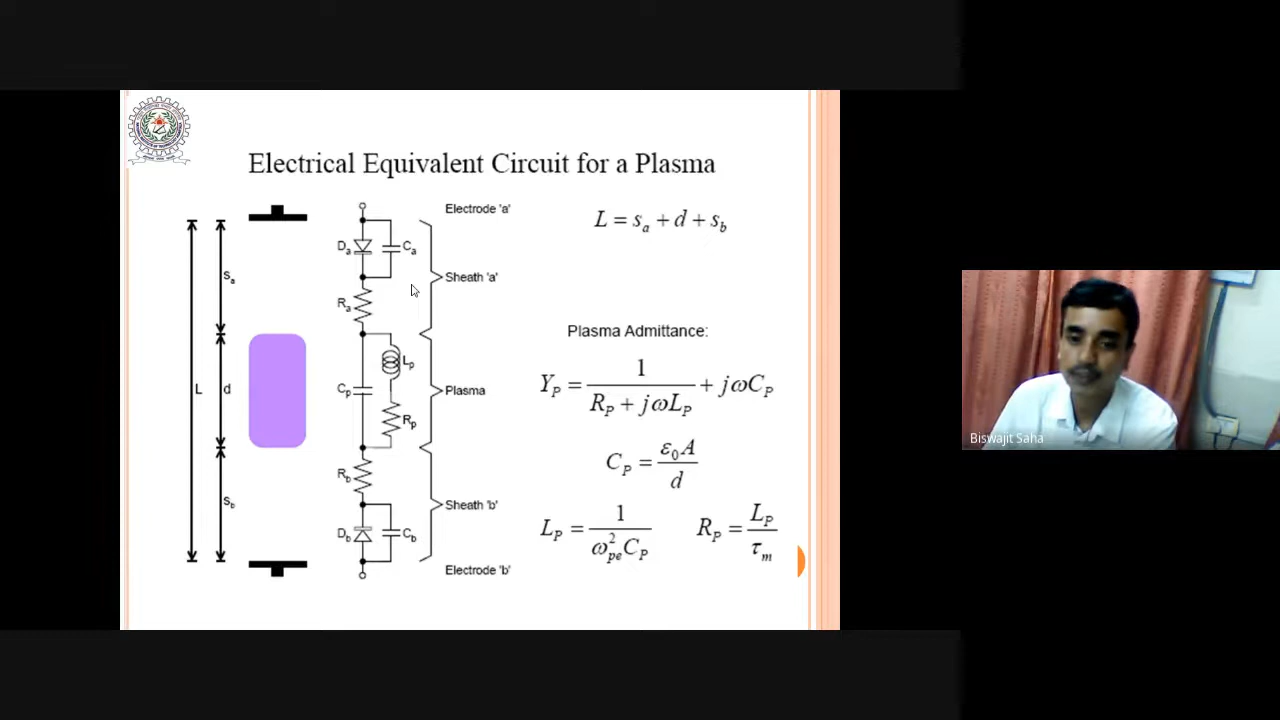 Electrical Equivalent Circuit for a Plasma
Electrode 'a'
L = s_a + d + s_b
D_a
C_a
s_a
Sheath 'a'
R_a
Plasma Admittance:
L_p
L
d
C_p
Plasma
Y_P = 1 / (R_P + jωL_P) + jωC_P
R_p
Biswajit Saha
C_P = ε_0 A / d
R_b
s_b
Sheath 'b'
L_P = 1 / (ω_pe^2 C_P)
R_P = L_P / τ_m
D_b
C_b
Electrode 'b'